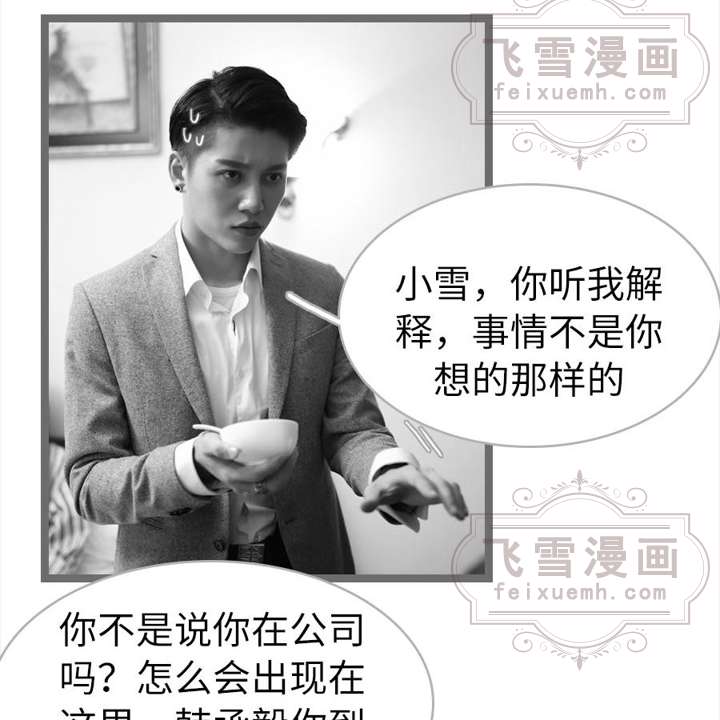 飞雪漫画
feixuemh.com
小雪，你听我解
释，事情不是你
想的那样的
飞雪漫画
feixuemh.com
你不是说你在公司
吗？怎么会出现在